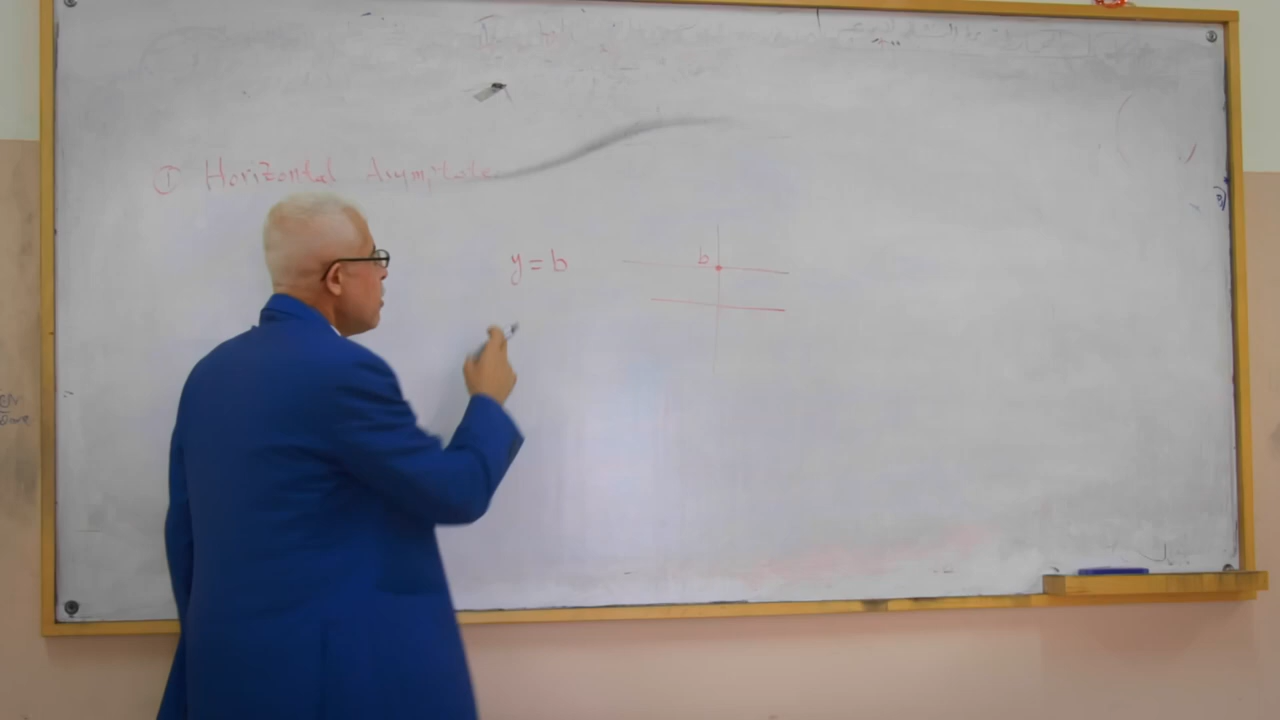 ① Horizontal Asymptote
y = b
b